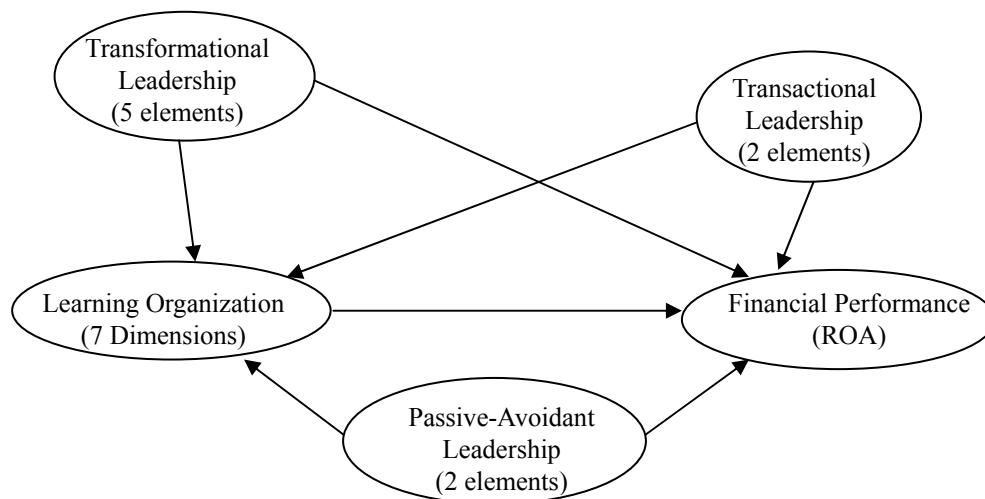 Transformational
Leadership
(5 elements)
Transactional
Leadership
(2 elements)
Learning Organization
(7 Dimensions)
Financial Performance
(ROA)
Passive-Avoidant
Leadership
(2 elements)